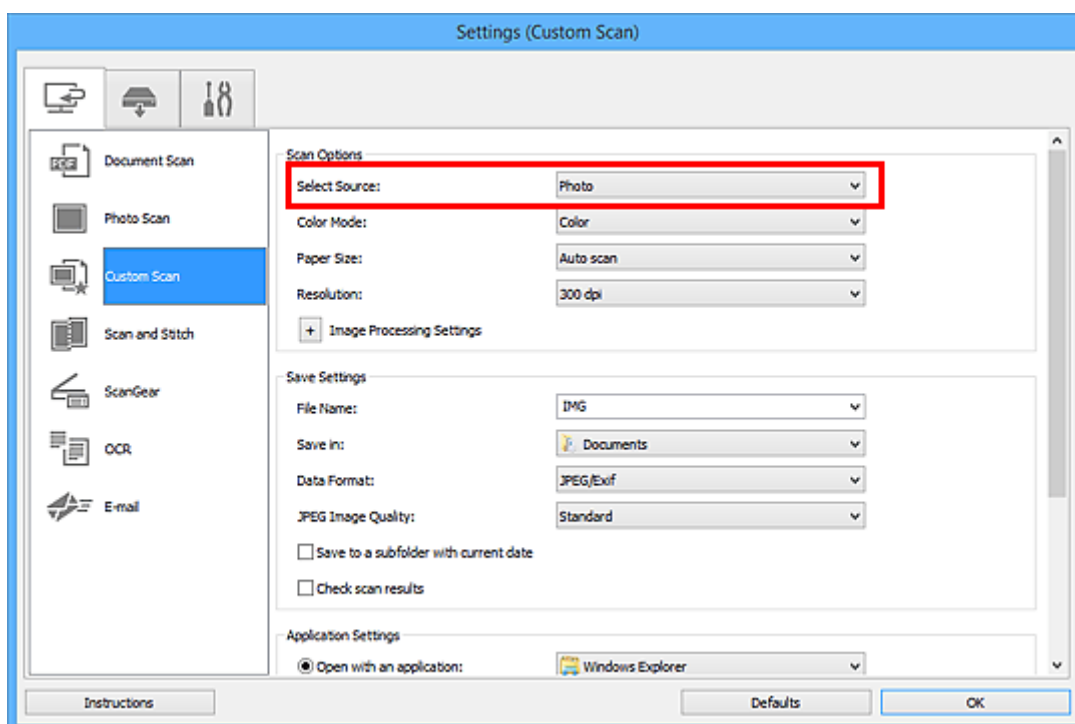 Settings (Custom Scan)
PDF
Document Scan
Photo Scan
Custom Scan
Scan and Stitch
ScanGear
OCR
E-mail
Scan Options
Select Source: Photo
Color Mode: Color
Paper Size: Auto scan
Resolution: 300 dpi
+ Image Processing Settings
Save Settings
File Name: IMG
Save in: Documents
Data Format: JPEG/Exif
JPEG Image Quality: Standard
Save to a subfolder with current date
Check scan results
Application Settings
Open with an application: Windows Explorer
Instructions Defaults OK